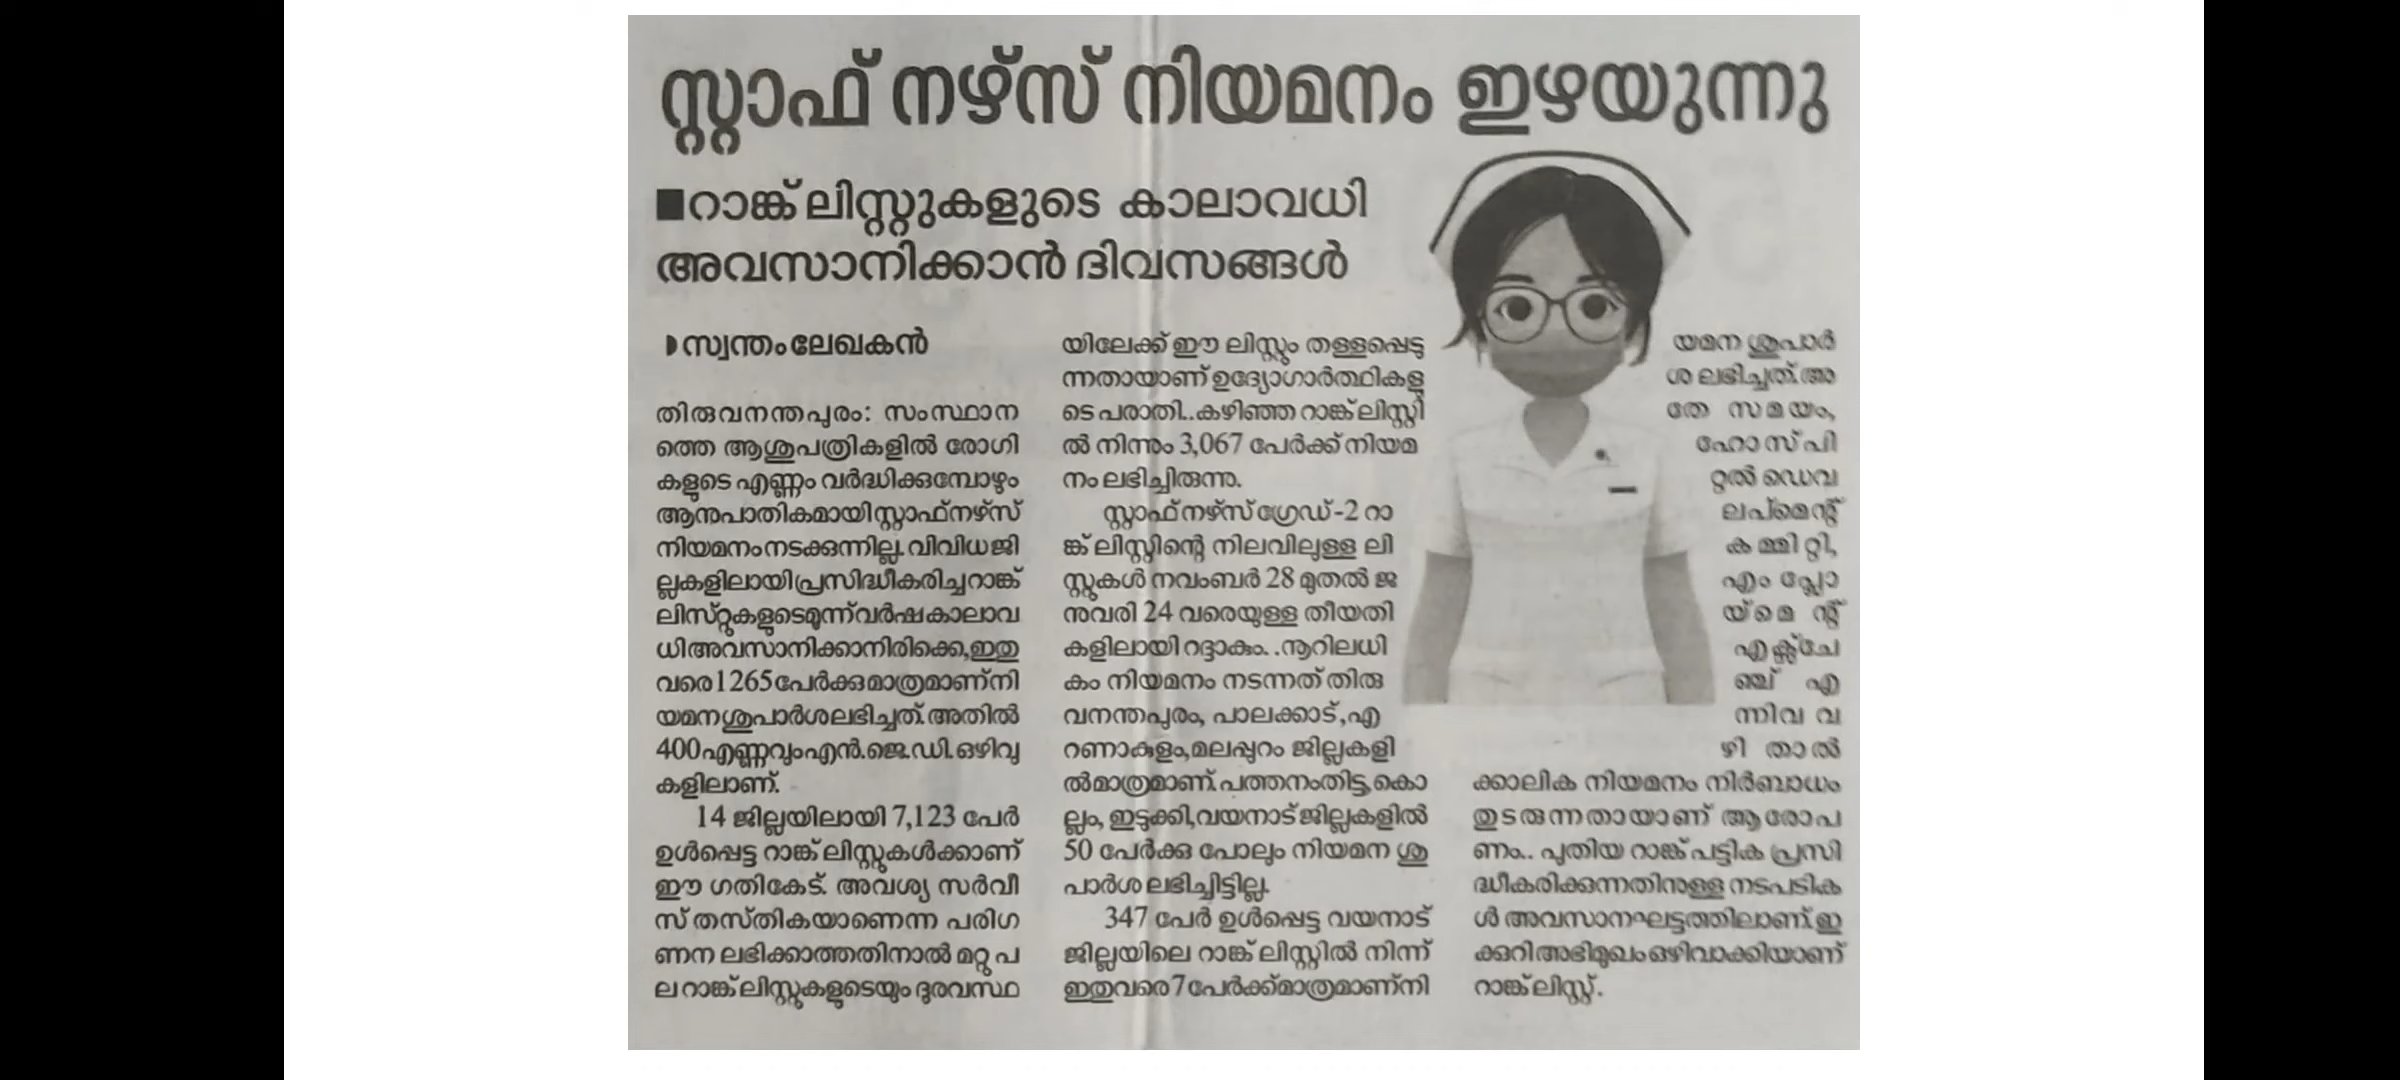 സ്റ്റാഫ് നഴ്സ് നിയമനം ഇഴയുന്നു
■റാങ്ക് ലിസ്റ്റുകളുടെ കാലാവധി
അവസാനിക്കാൻ ദിവസങ്ങൾ
സ്വന്തം ലേഖകൻ
തിരുവനന്തപുരം: സംസ്ഥാന
ത്തെ ആശുപത്രികളിൽ രോഗി
കളുടെ എണ്ണം വർദ്ധിക്കുമ്പോഴും
ആനുപാതികമായി സ്റ്റാഫ് നഴ്സ്
നിയമനം നടക്കുന്നില്ല. വിവിധ ജി
ല്ലകളിലായി പ്രസിദ്ധീകരിച്ച റാങ്ക്
ലിസ്റ്റുകളുടെ മൂന്ന് വർഷ കാലാവ
ധി അവസാനിക്കാനിരിക്കെ, ഇതു
വരെ 1265 പേർക്കു മാത്രമാണ് നി
യമന ശുപാർശ ലഭിച്ചത്. അതിൽ
400 എണ്ണവും എൻ.ജെ.ഡി. ഒഴിവു
കളിലാണ്.
14 ജില്ലയിലായി 7,123 പേർ
ഉൾപ്പെട്ട റാങ്ക് ലിസ്റ്റുകൾക്കാണ്
ഈ ഗതികേട്. അവശ്യ സർവീ
സ് തസ്തികയാണെന്ന പരിഗ
ണന ലഭിക്കാത്തതിനാൽ മറ്റു പ
ല റാങ്ക് ലിസ്റ്റുകളുടെയും ദുരവസ്ഥ
യിലേക്ക് ഈ ലിസ്റ്റും തള്ളപ്പെടു
ന്നതായാണ് ഉദ്യോഗാർത്ഥികളു
ടെ പരാതി.. കഴിഞ്ഞ റാങ്ക് ലിസ്റ്റി
ൽ നിന്നും 3,067 പേർക്ക് നിയമ
നം ലഭിച്ചിരുന്നു.
സ്റ്റാഫ് നഴ്സ് ഗ്രേഡ്-2 റാ
ങ്ക് ലിസ്റ്റിന്റെ നിലവിലുള്ള ലി
സ്റ്റുകൾ നവംബർ 28 മുതൽ ജ
നുവരി 24 വരെയുള്ള തീയതി
കളിലായി റദ്ദാകും. .നൂറിലധി
കം നിയമനം നടന്നത് തിരു
വനന്തപുരം, പാലക്കാട്, എ
റണാകുളം, മലപ്പുറം ജില്ലകളി
ൽ മാത്രമാണ്. പത്തനംതിട്ട, കൊ
ല്ലം, ഇടുക്കി, വയനാട് ജില്ലകളിൽ
50 പേർക്കു പോലും നിയമന ശു
പാർശ ലഭിച്ചിട്ടില്ല.
347 പേർ ഉൾപ്പെട്ട വയനാട്
ജില്ലയിലെ റാങ്ക് ലിസ്റ്റിൽ നിന്ന്
ഇതുവരെ 7 പേർക്ക് മാത്രമാണ് നി
യമന ശുപാർ
ശ ലഭിച്ചത്. അ
തേ സമയം,
ഹോസ്പി
റ്റൽ ഡെവ
ലപ്മെന്റ്
കമ്മിറ്റി,
എംപ്ലോ
യ്മെന്റ്
എക്സ്ചേ
ഞ്ച് എ
ന്നിവ വ
ഴി താൽ
ക്കാലിക നിയമനം നിർബാധം
തുടരുന്നതായാണ് ആരോപ
ണം.. പുതിയ റാങ്ക് പട്ടിക പ്രസി
ദ്ധീകരിക്കുന്നതിനുള്ള നടപടിക
ൾ അവസാനഘട്ടത്തിലാണ്. ഇ
ക്കുറി അഭിമുഖം ഒഴിവാക്കിയാണ്
റാങ്ക് ലിസ്റ്റ്.